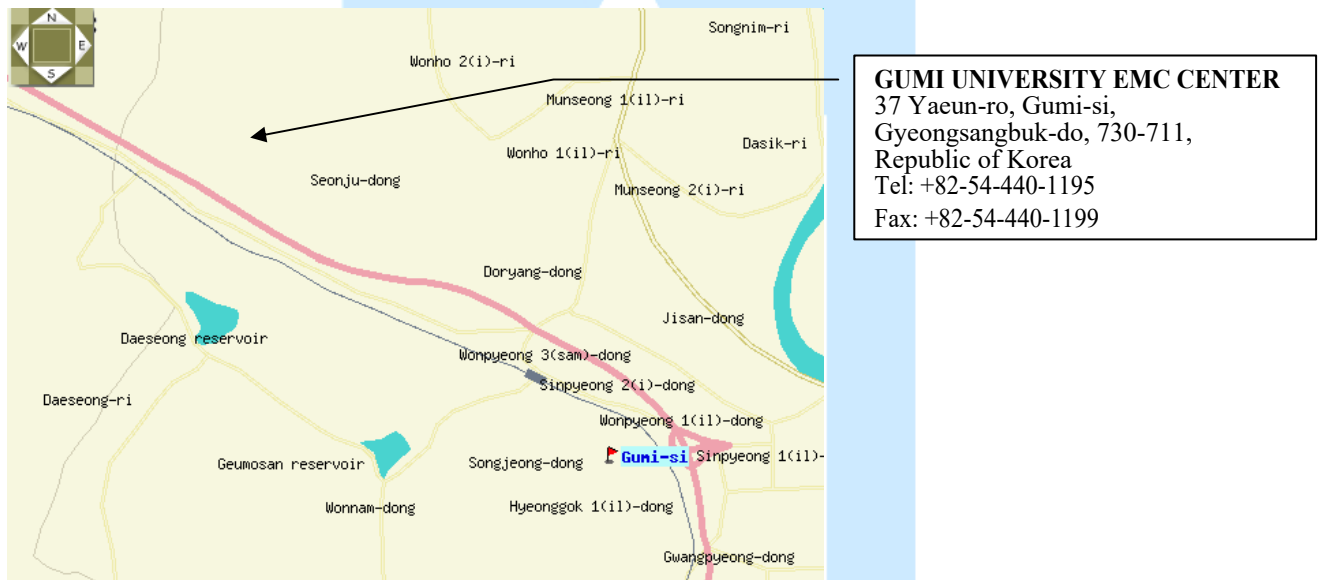 N
W E
S
Songnim-ri
Wonho 2(i)-ri
Munseong 1(il)-ri
Dasik-ri
Wonho 1(il)-ri
Seonju-dong
Munseong 2(i)-ri
Doryang-dong
Jisan-dong
Daeseong reservoir
Wonpyeong 3(sam)-dong
Sinpyeong 2(i)-dong
Daeseong-ri
Wonpyeong 1(il)-dong
Gumi-si
Sinpyeong 1(il)-
Geumosan reservoir
Songjeong-dong
Wonnam-dong
Hyeonggok 1(il)-dong
Gwangpyeong-dong
GUMI UNIVERSITY EMC CENTER
37 Yaeun-ro, Gumi-si,
Gyeongsangbuk-do, 730-711,
Republic of Korea
Tel: +82-54-440-1195
Fax: +82-54-440-1199